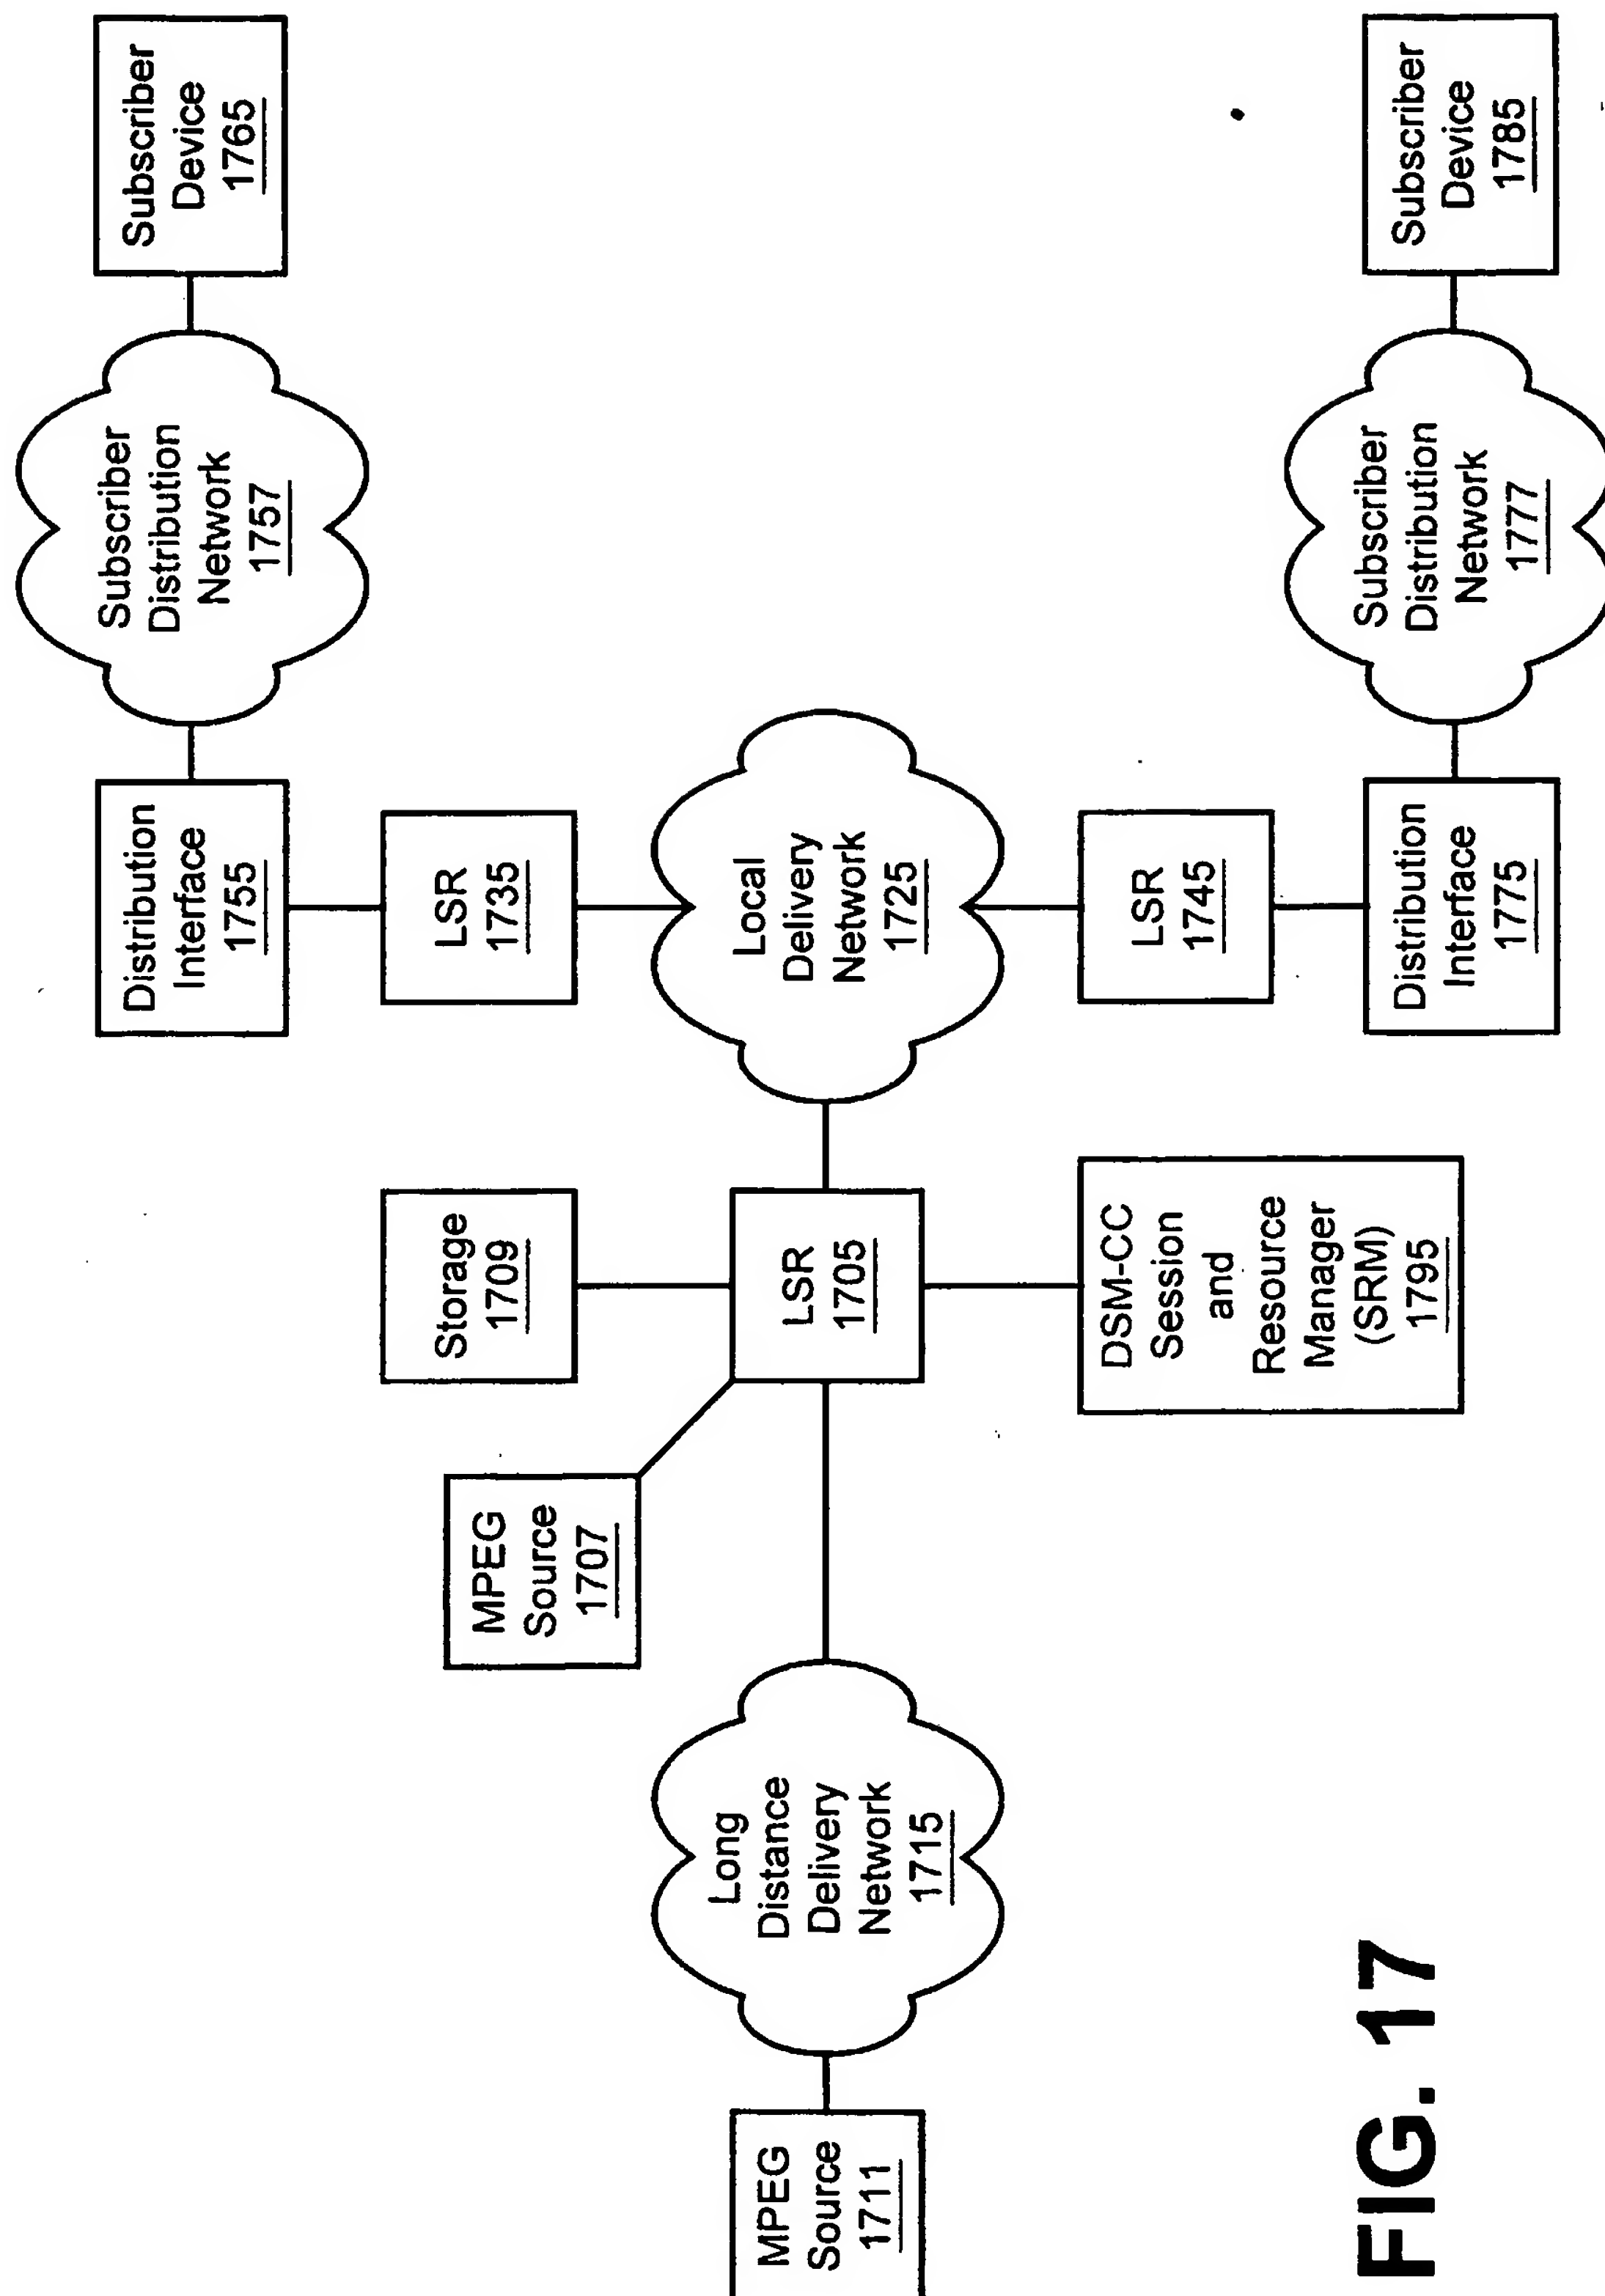 MPEG
Source
1711
Long
Distance
Delivery
Network
1715
MPEG
Source
1707
Storage
1709
LSR
1705
DSM-CC
Session
and
Resource
Manager
(SRM)
1795
Local
Delivery
Network
1725
Distribution
Interface
1755
LSR
1735
LSR
1745
Distribution
Interface
1775
Subscriber
Distribution
Network
1757
Subscriber
Distribution
Network
1777
Subscriber
Device
1765
Subscriber
Device
1785
FIG. 17